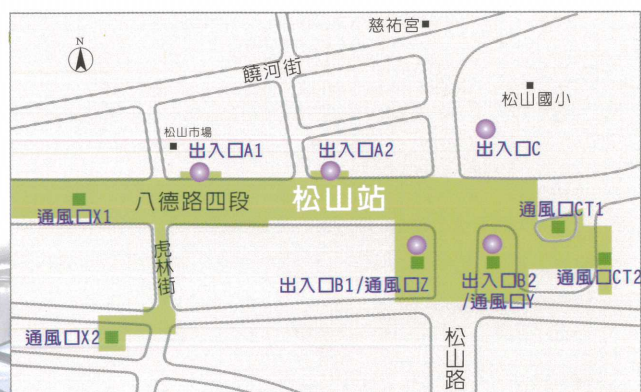 慈祐宮
N
饒河街
松山國小
松山市場
出入口A1
出入口A2
出入口C
八德路四段
松山站
通風口X1
通風口CT1
虎林街
出入口B1/通風口Z
出入口B2
/通風口Y
通風口CT2
通風口X2
松山路